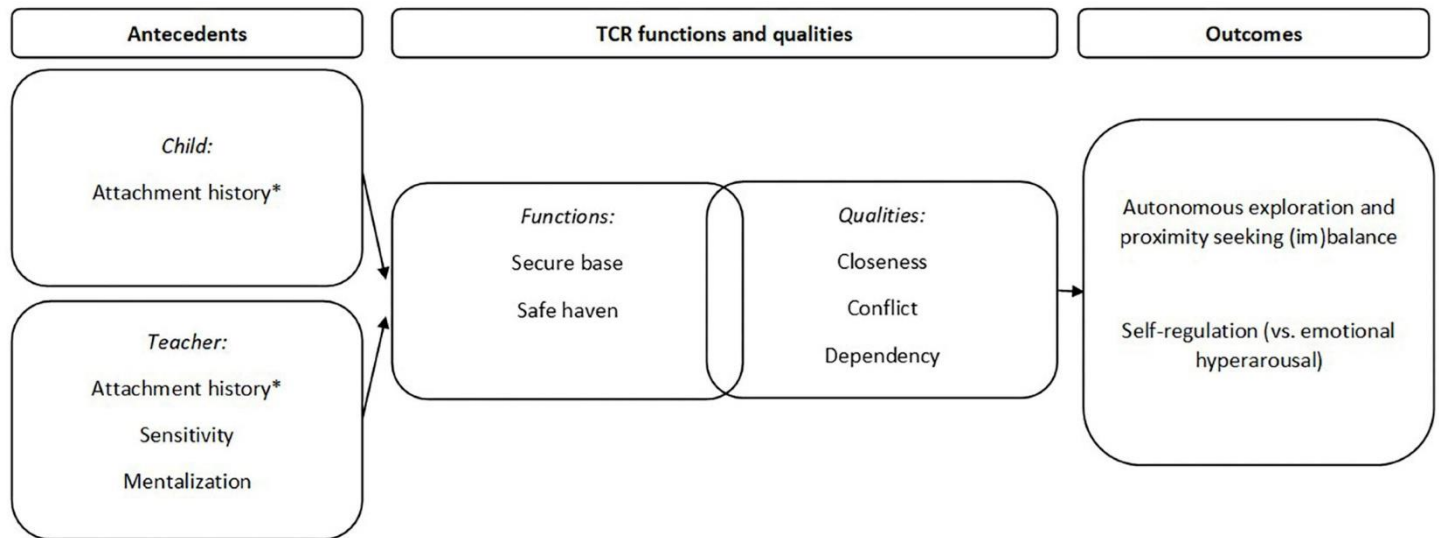 Antecedents
TCR functions and qualities
Outcomes
Child:
Attachment history*
Teacher:
Attachment history*
Sensitivity
Mentalization
Functions:
Secure base
Safe haven
Qualities:
Closeness
Conflict
Dependency
Autonomous exploration and
proximity seeking (im)balance
Self-regulation (vs. emotional
hyperarousal)